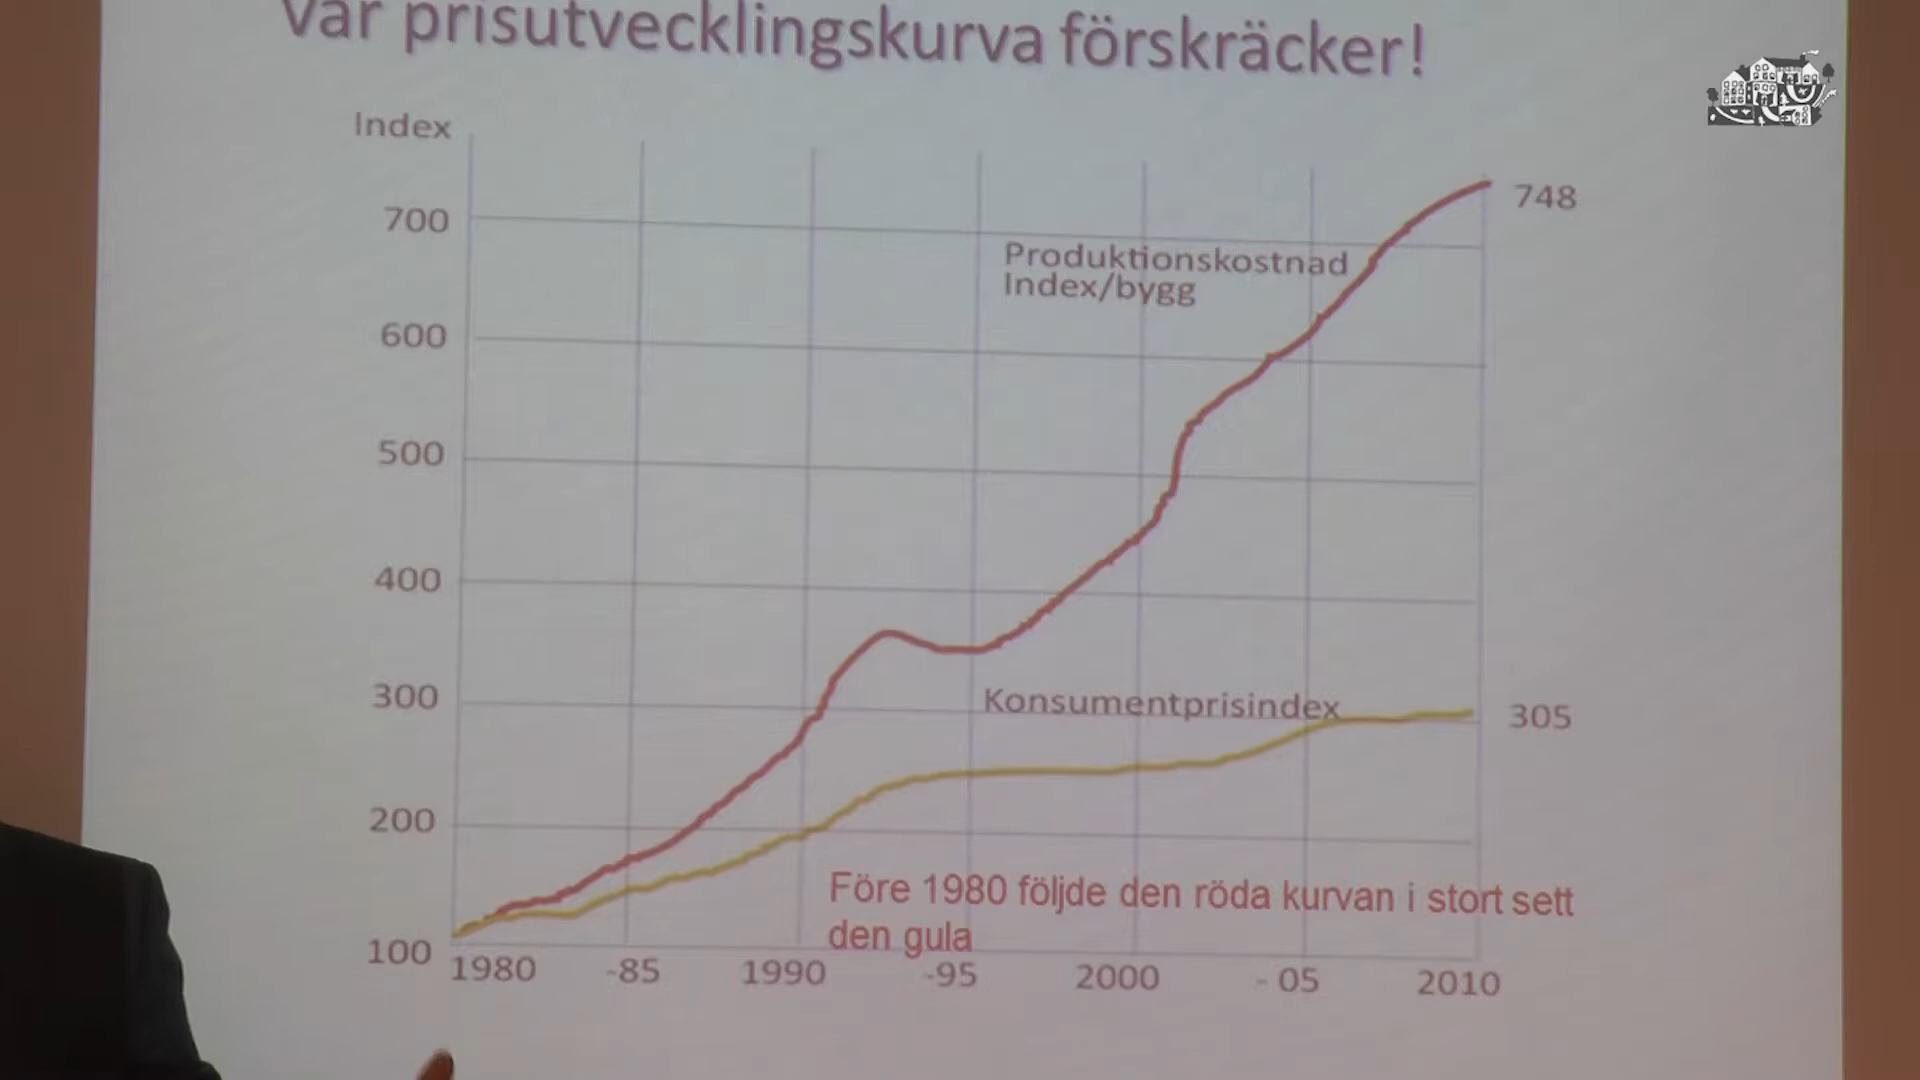 Vår prisutvecklingskurva förskräcker!
Index
700
600
500
400
300
200
100
748
Produktionskostnad
Index/bygg
Konsumentprisindex
305
Före 1980 följde den röda kurvan i stort sett
den gula
1980 -85 1990 -95 2000 - 05 2010